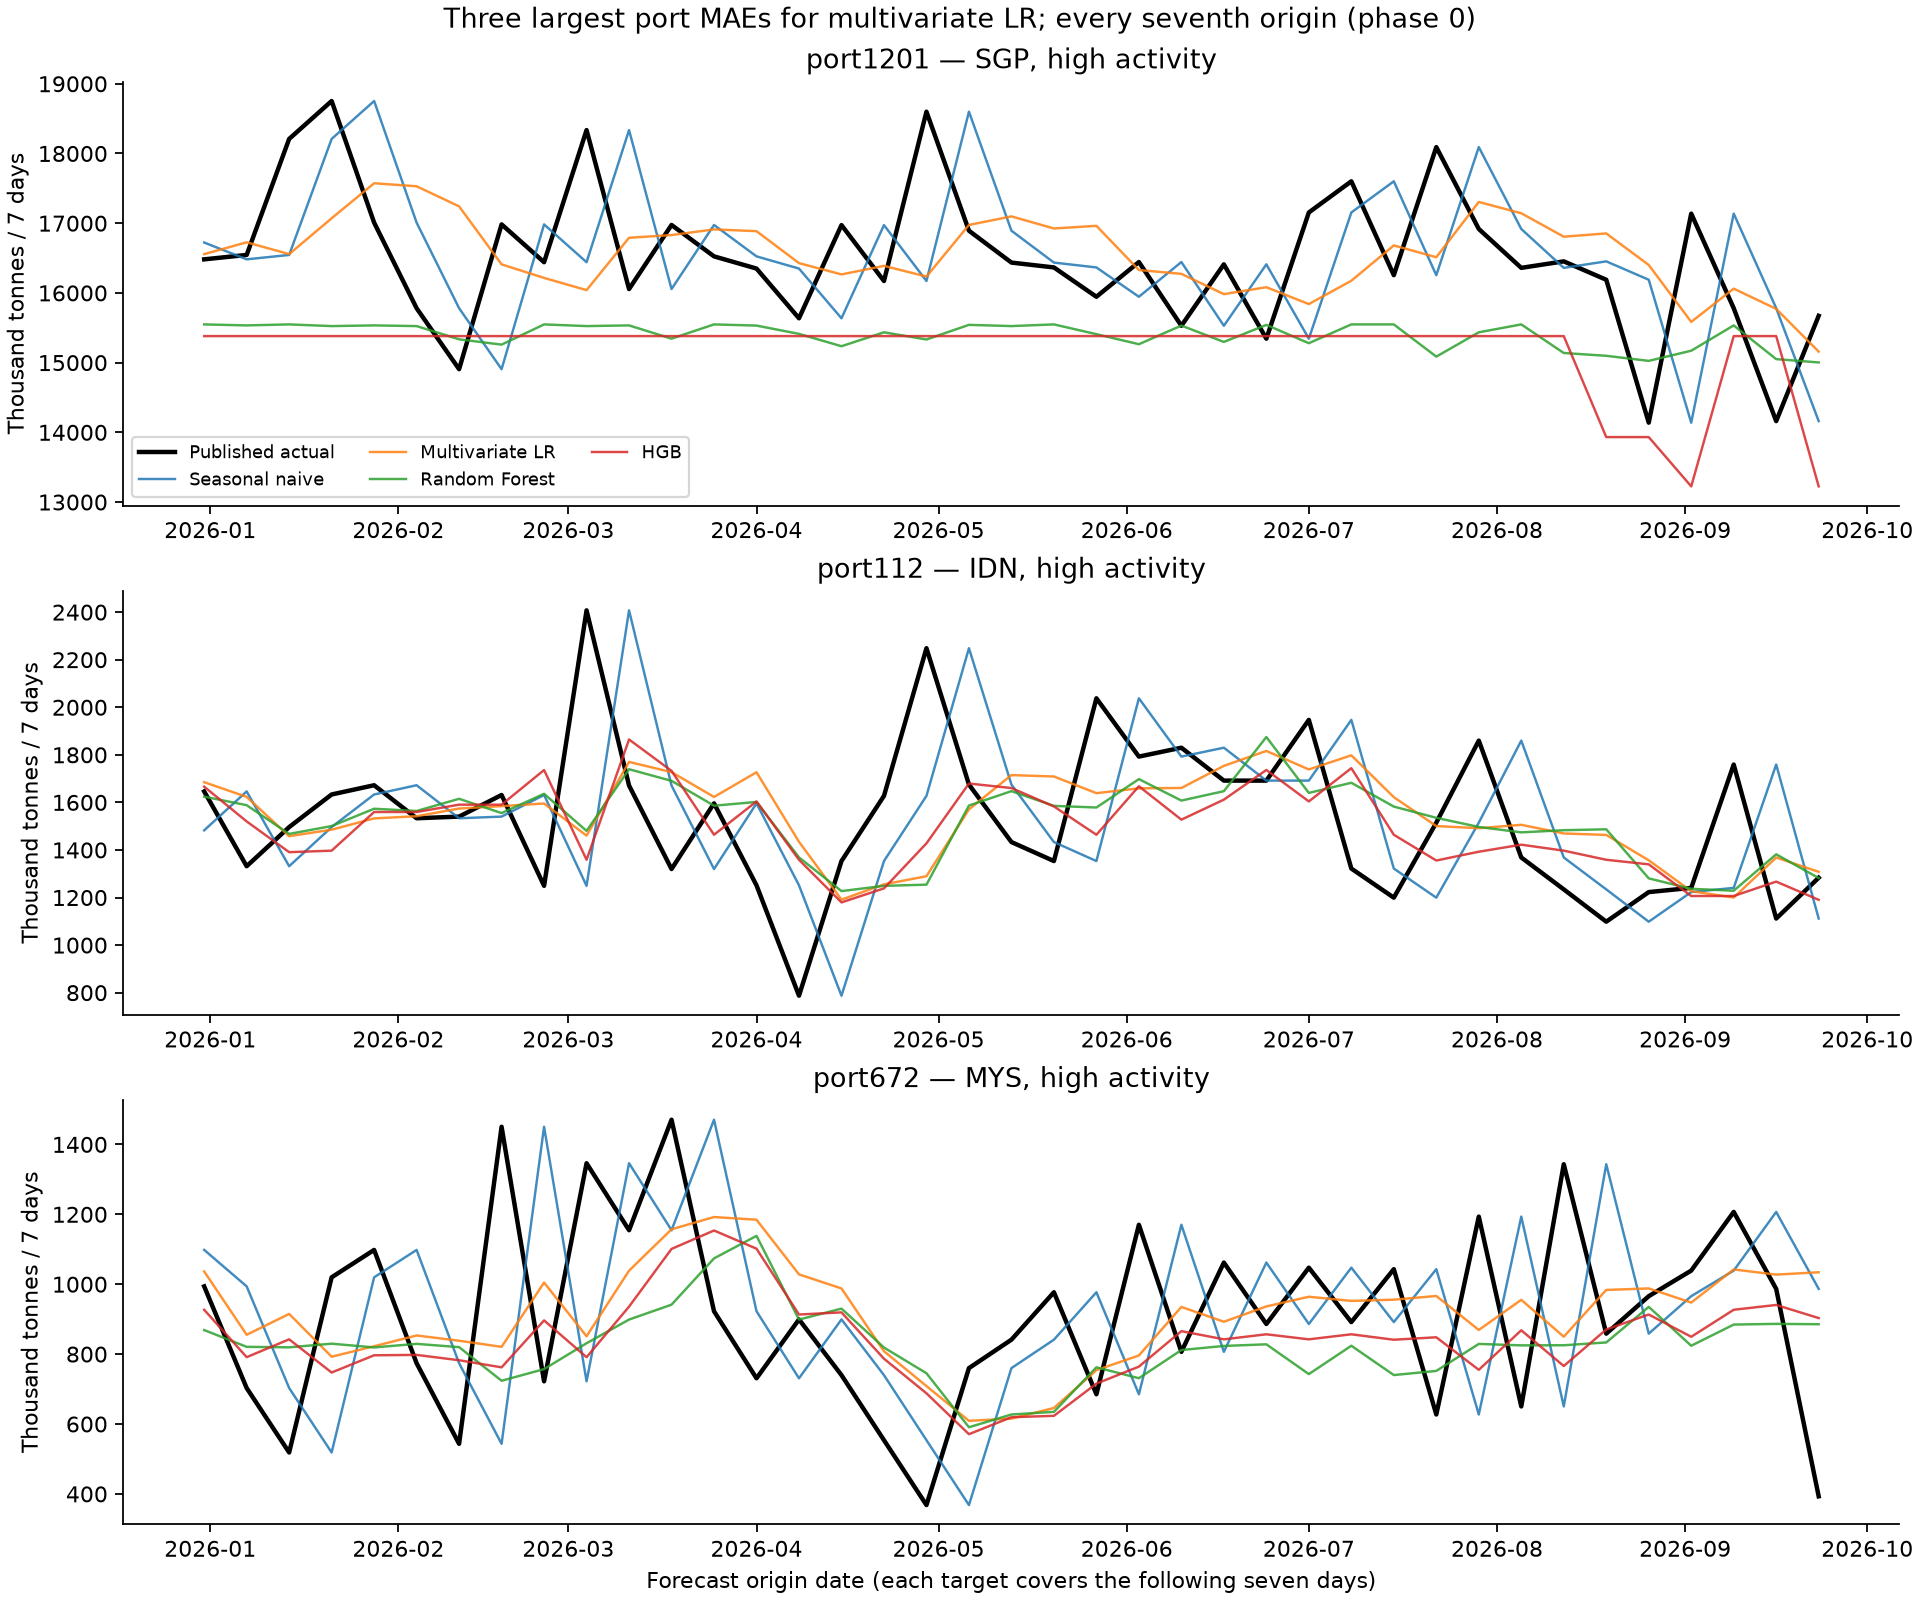 Three largest port MAEs for multivariate LR; every seventh origin (phase 0)
port1201 — SGP, high activity
Thousand tonnes / 7 days
19000
18000
17000
16000
15000
14000
13000
Published actual
Seasonal naive
Multivariate LR
Random Forest
HGB
2026-01 2026-02 2026-03 2026-04 2026-05 2026-06 2026-07 2026-08 2026-09 2026-10
port112 — IDN, high activity
Thousand tonnes / 7 days
2400
2200
2000
1800
1600
1400
1200
1000
800
2026-01 2026-02 2026-03 2026-04 2026-05 2026-06 2026-07 2026-08 2026-09 2026-10
port672 — MYS, high activity
Thousand tonnes / 7 days
1400
1200
1000
800
600
400
2026-01 2026-02 2026-03 2026-04 2026-05 2026-06 2026-07 2026-08 2026-09 2026-10
Forecast origin date (each target covers the following seven days)